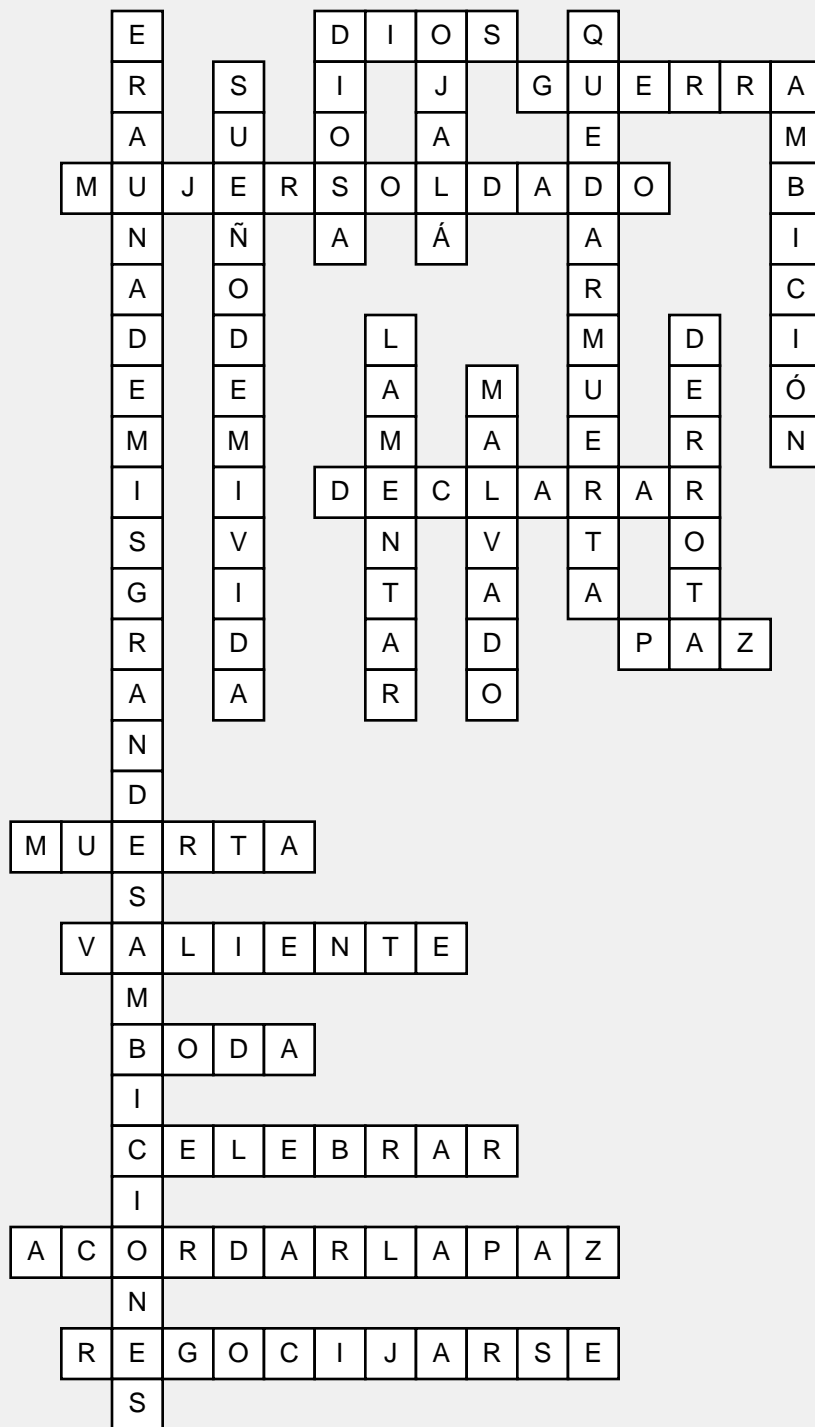 ERAUNADEMISGRANDESAMBICIONES
DIOS
DIOSA
OJALÁ
QUEDARMUERTA
SUEÑODEMIVIDA
GUERRA
AMBICIÓN
MUJERSOLDADO
LAMENTAR
DERROTA
MALVADO
DECLARAR
PAZ
MUERTA
VALIENTE
BODA
CELEBRAR
ACORDARLAPAZ
REGOCIJARSE